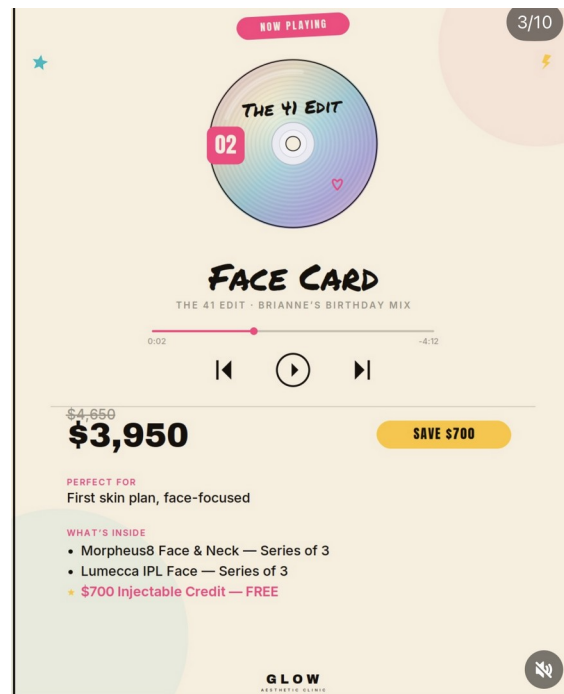 3/10
NOW PLAYING
THE 41 EDIT
02
FACE CARD
THE 41 EDIT · BRIANNE'S BIRTHDAY MIX
0:02 -4:12
$4,650
$3,950
SAVE $700
PERFECT FOR
First skin plan, face-focused
WHAT'S INSIDE
• Morpheus8 Face & Neck — Series of 3
• Lumecca IPL Face — Series of 3
★ $700 Injectable Credit — FREE
GLOW
AESTHETIC CLINIC